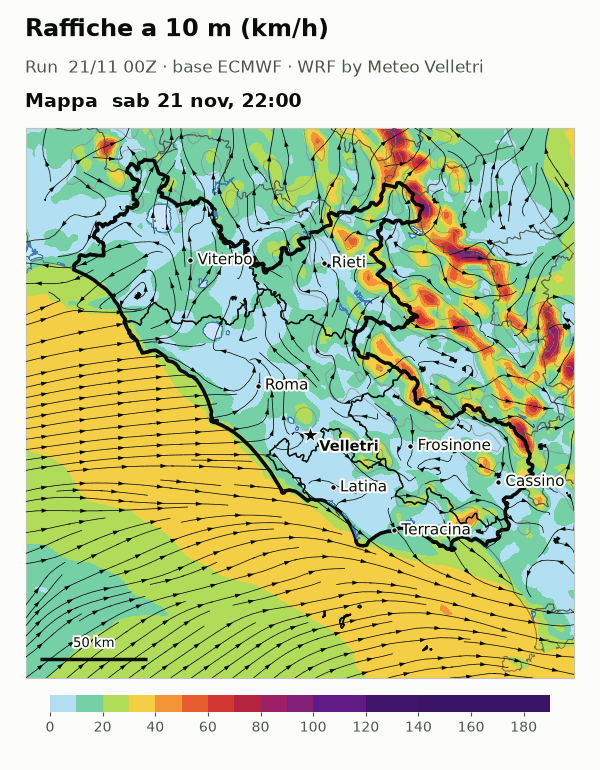 Raffiche a 10 m (km/h)
Run 21/11 00Z · base ECMWF · WRF by Meteo Velletri
Mappa sab 21 nov, 22:00
Viterbo
Rieti
Roma
Velletri
Frosinone
Cassino
Latina
Terracina
50 km
0 20 40 60 80 100 120 140 160 180